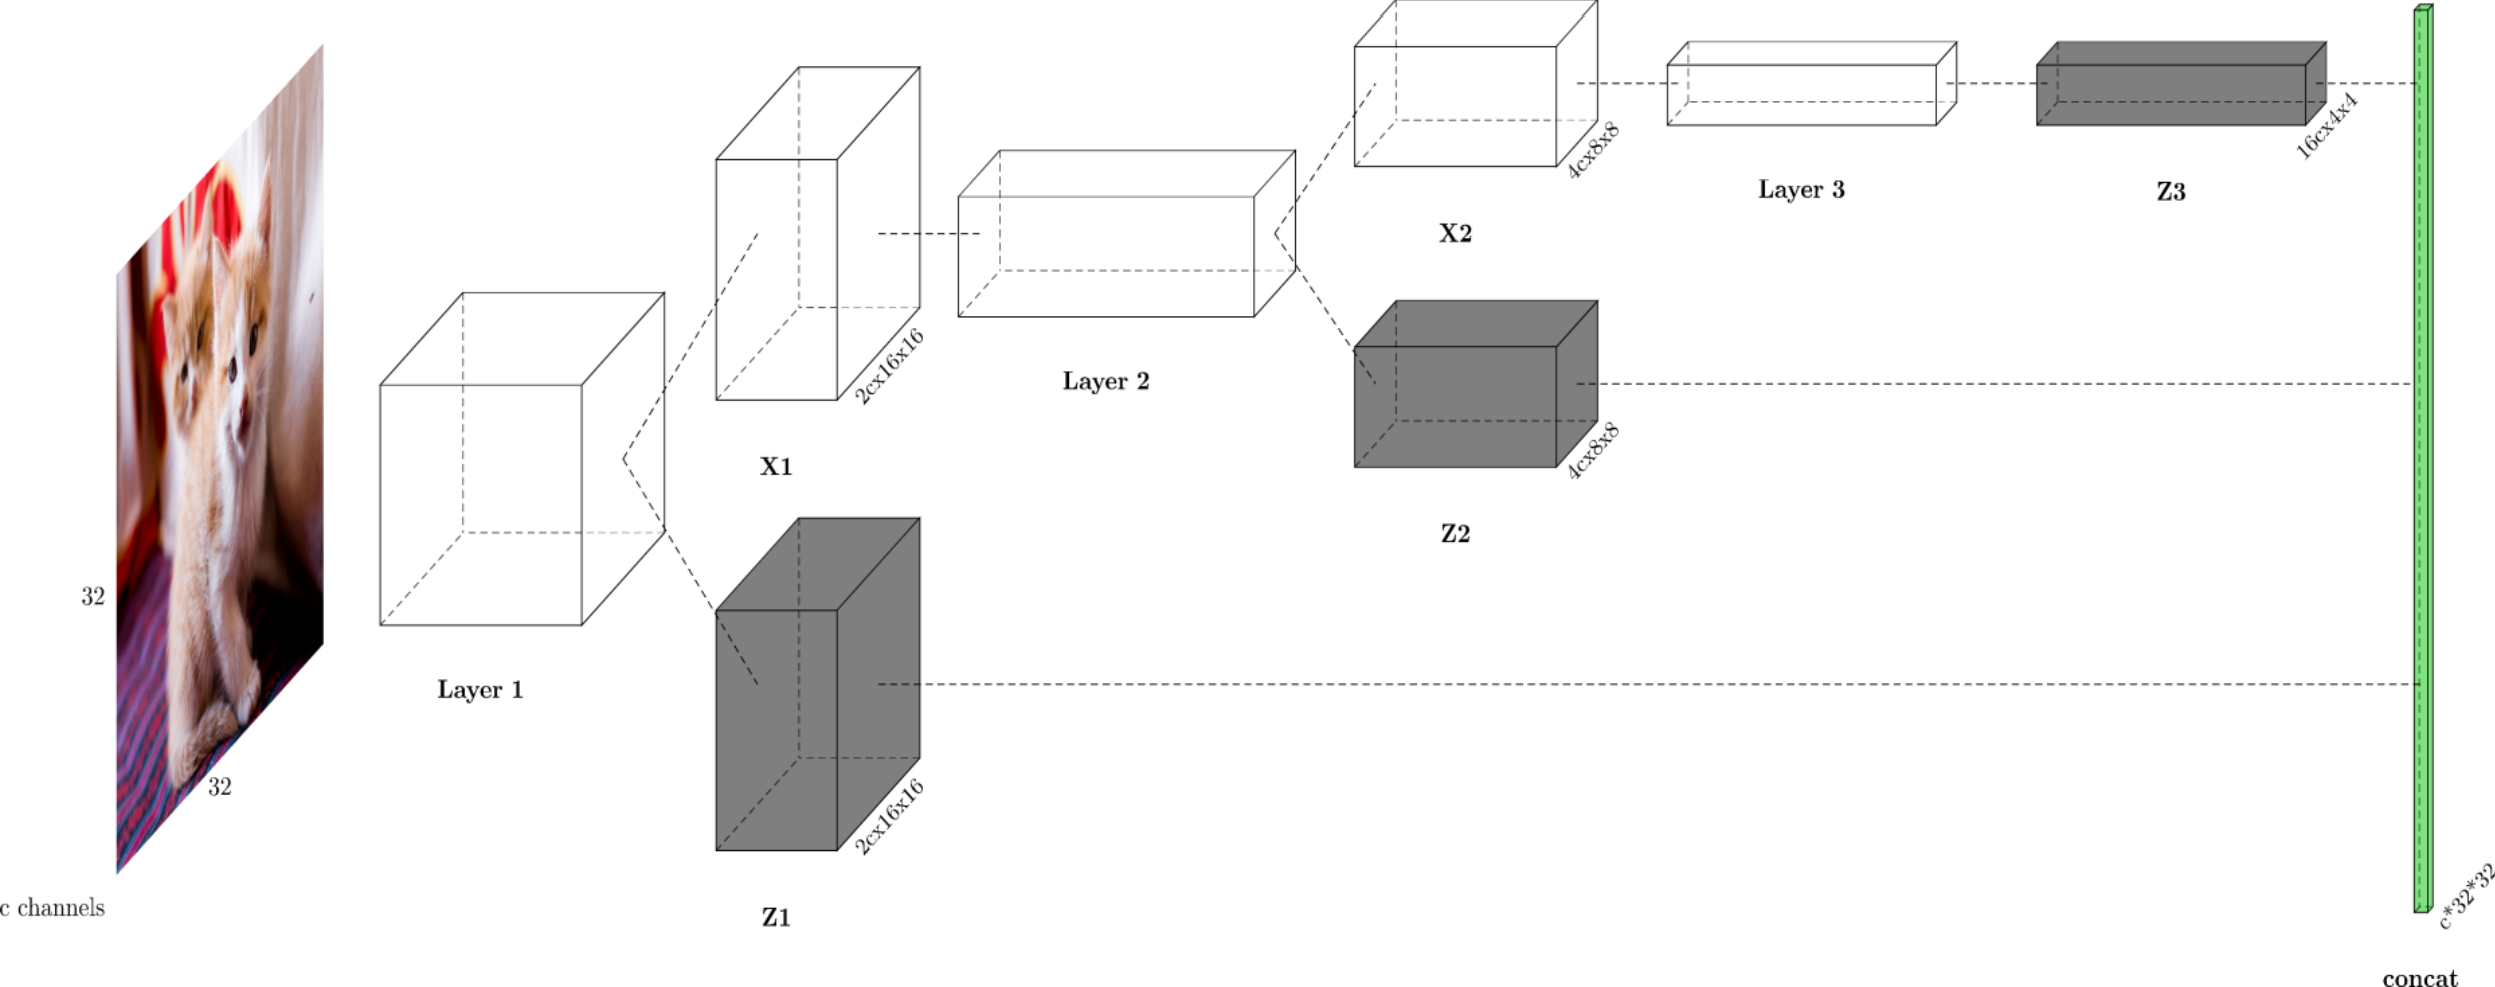 32
32
c channels
Layer 1
2cx16x16
X1
2cx16x16
Z1
Layer 2
4cx8x8
X2
4cx8x8
Z2
Layer 3
16cx4x4
Z3
c*32*32
concat